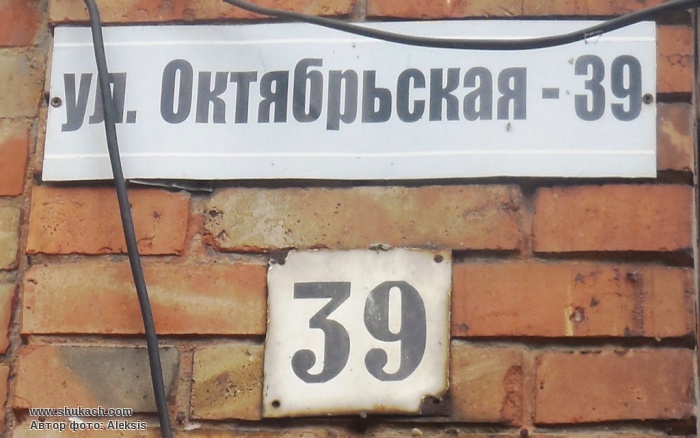 ул. Октябрьская - 39
39
www.shukach.com
Автор фото: Aleksis